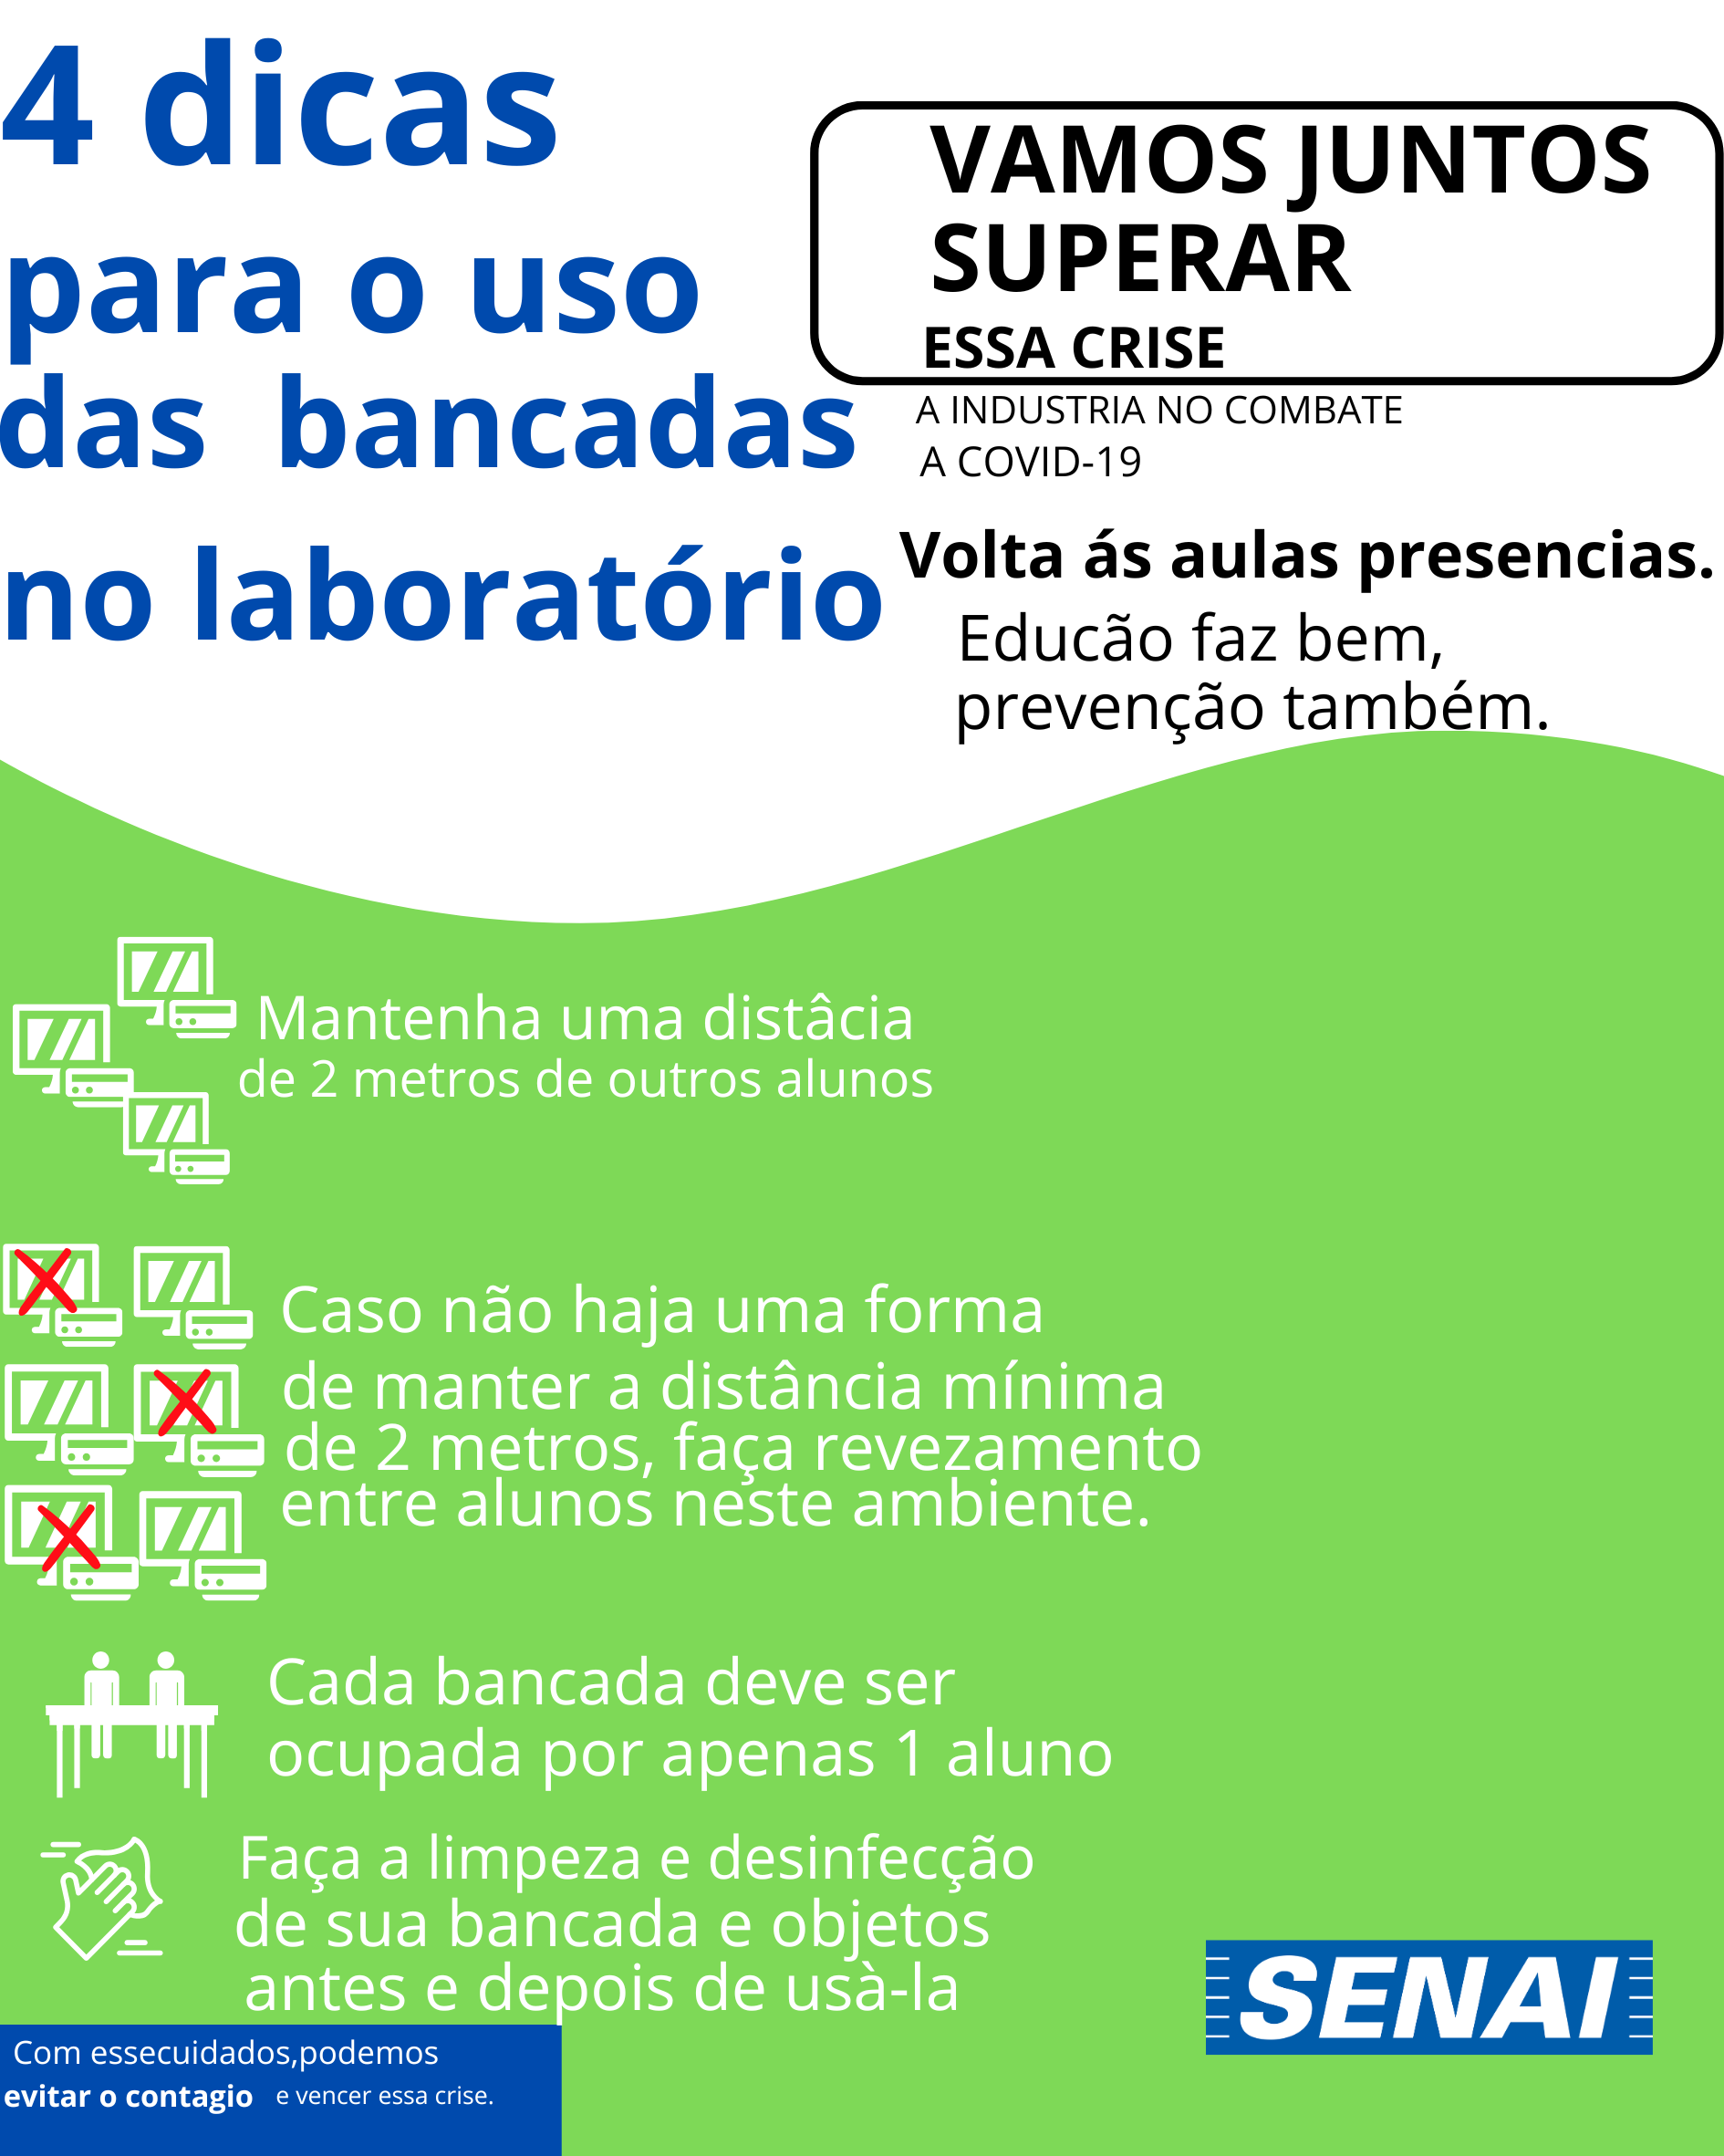 4 dicas
para o uso
das bancadas
no laboratório
VAMOS JUNTOS
SUPERAR
ESSA CRISE
A INDUSTRIA NO COMBATE
A COVID-19
Volta ás aulas presencias.
Educão faz bem,
prevenção também.
Mantenha uma distâcia
de 2 metros de outros alunos
Caso não haja uma forma
de manter a distância mínima
de 2 metros, faça revezamento
entre alunos neste ambiente.
Cada bancada deve ser
ocupada por apenas 1 aluno
Faça a limpeza e desinfecção
de sua bancada e objetos
antes e depois de usà-la
Com essecuidados,podemos
evitar o contagio e vencer essa crise.
SENAI